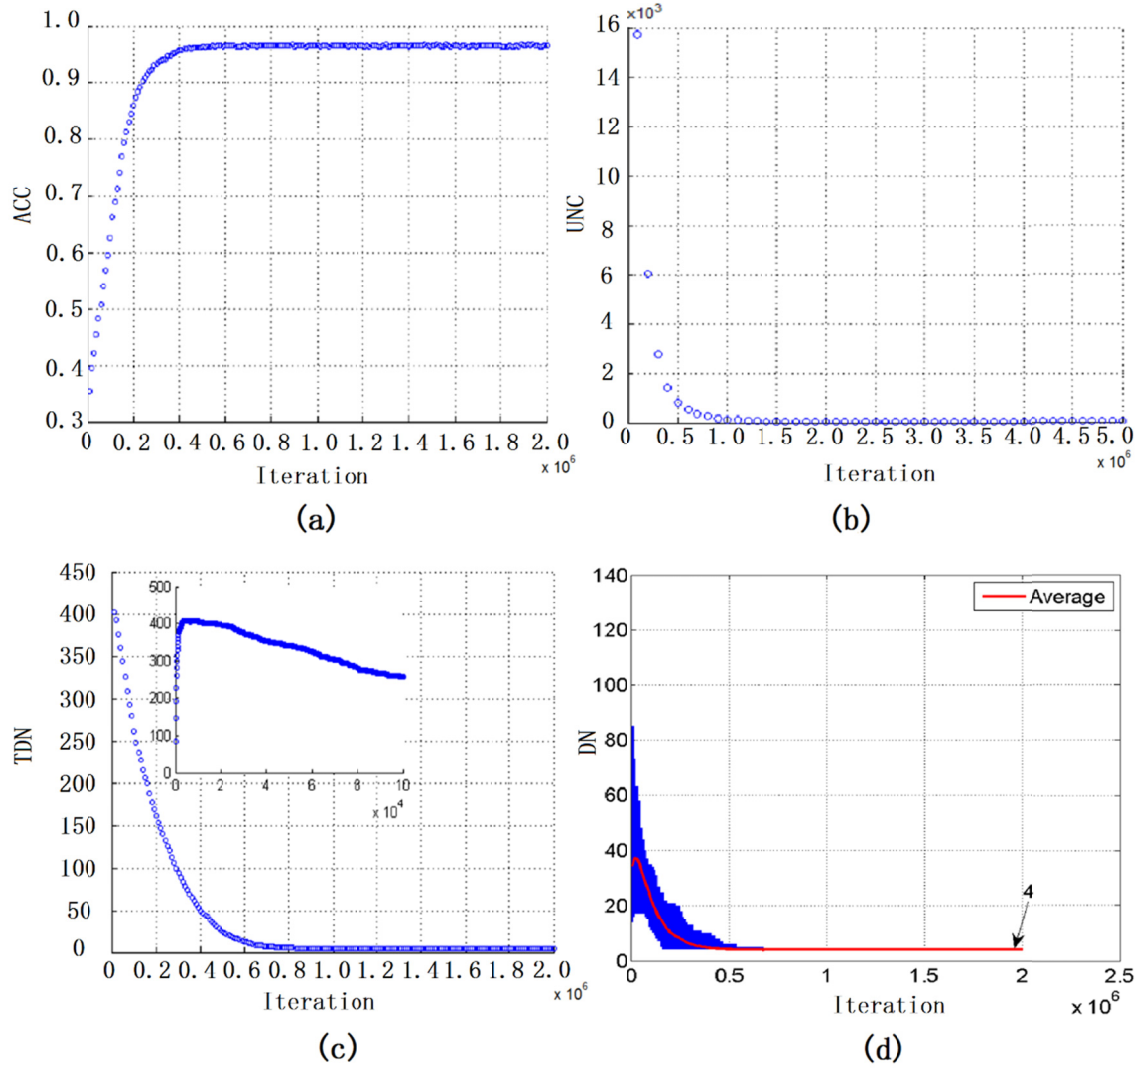 1.0
0.9
0.8
0.7
0.6
0.5
0.4
0.3
ACC
0 0.2 0.4 0.6 0.8 1.0 1.2 1.4 1.6 1.8 2.0
x 10^6
Iteration
(a)
×10^3
16
14
12
10
8
6
4
2
0
UNC
0 0.5 1.0 1.5 2.0 2.5 3.0 3.5 4.0 4.5 5.0
x 10^6
Iteration
(b)
450
400
350
300
250
200
150
100
50
0
TDN
500
400
300
200
100
0
0 2 4 6 8 10
x 10^4
0 0.2 0.4 0.6 0.8 1.0 1.2 1.4 1.6 1.8 2.0
x 10^6
Iteration
(c)
140
120
100
80
60
40
20
0
DN
Average
4
0 0.5 1 1.5 2 2.5
x 10^6
Iteration
(d)